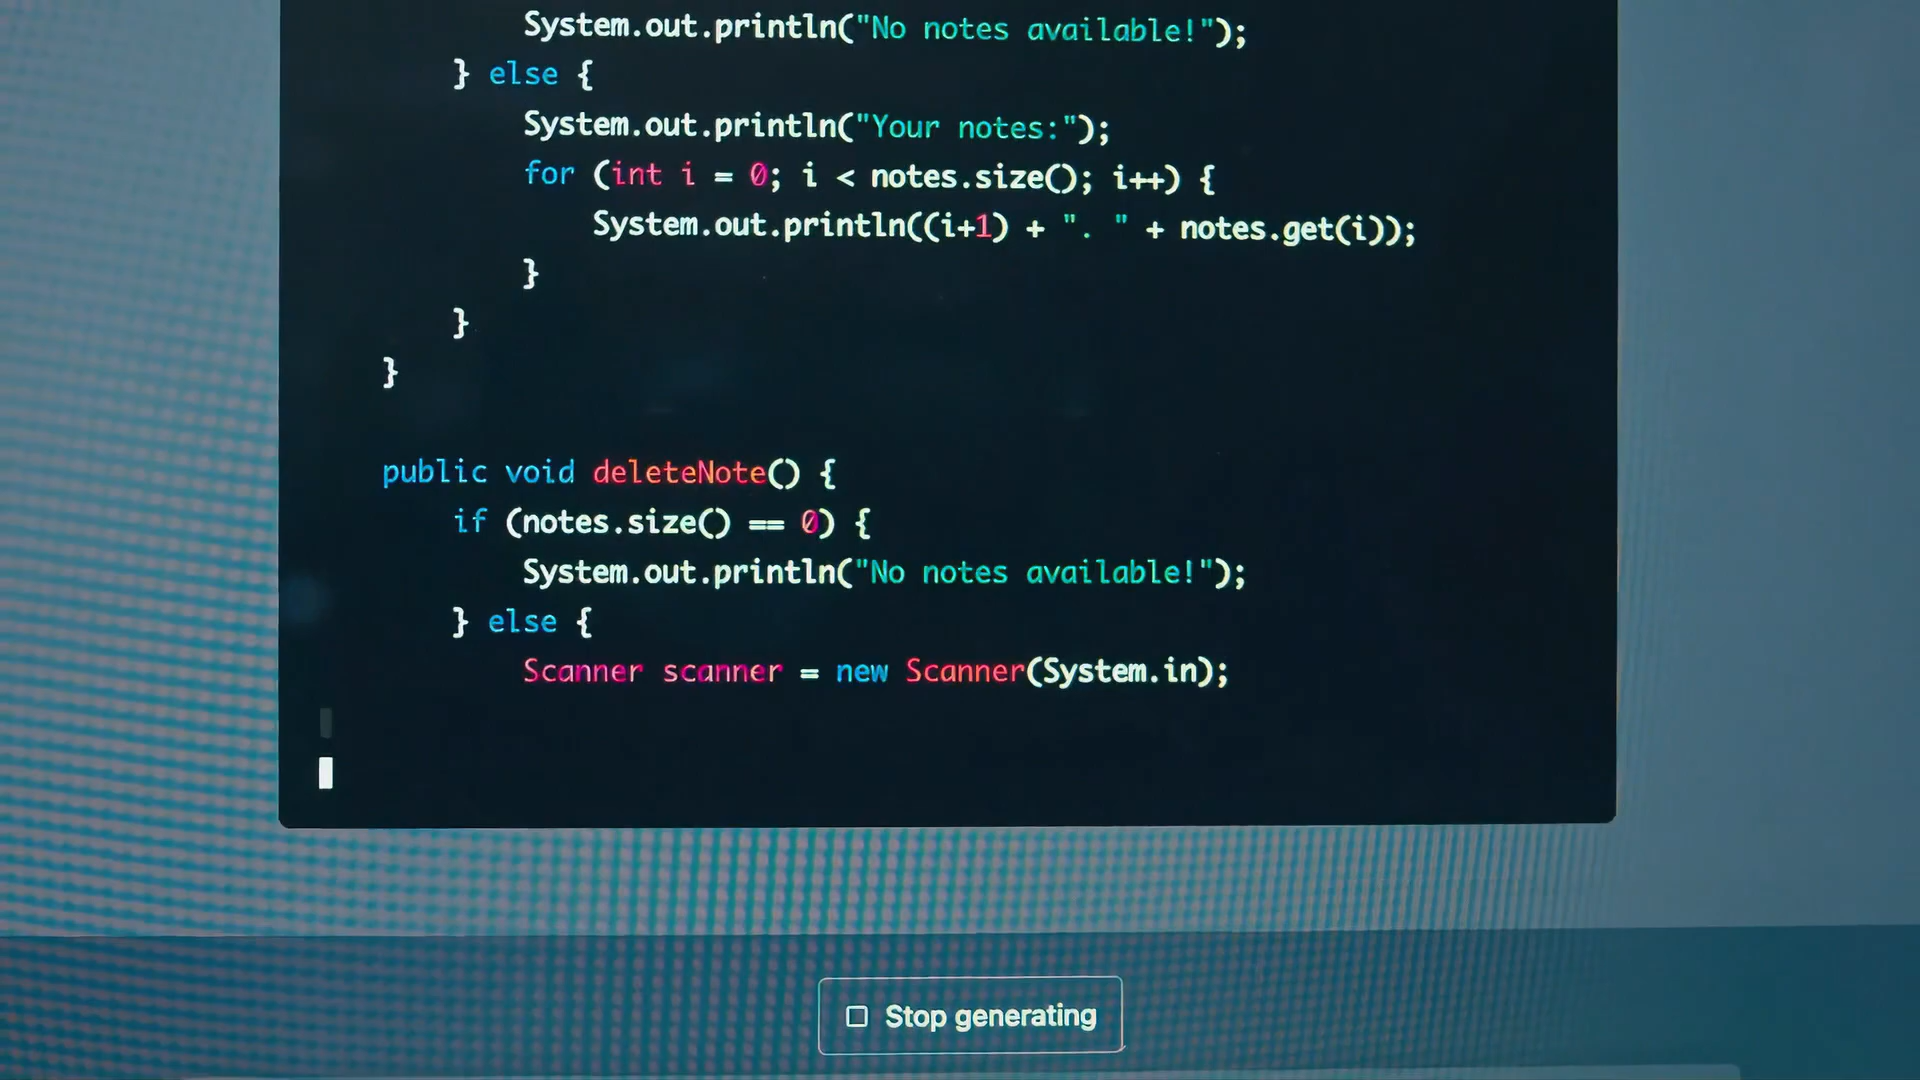 System.out.println("No notes available!");
} else {
System.out.println("Your notes:");
for (int i = 0; i < notes.size(); i++) {
System.out.println((i+1) + ". " + notes.get(i));
}
}
}
public void deleteNote() {
if (notes.size() == 0) {
System.out.println("No notes available!");
} else {
Scanner scanner = new Scanner(System.in);
Stop generating